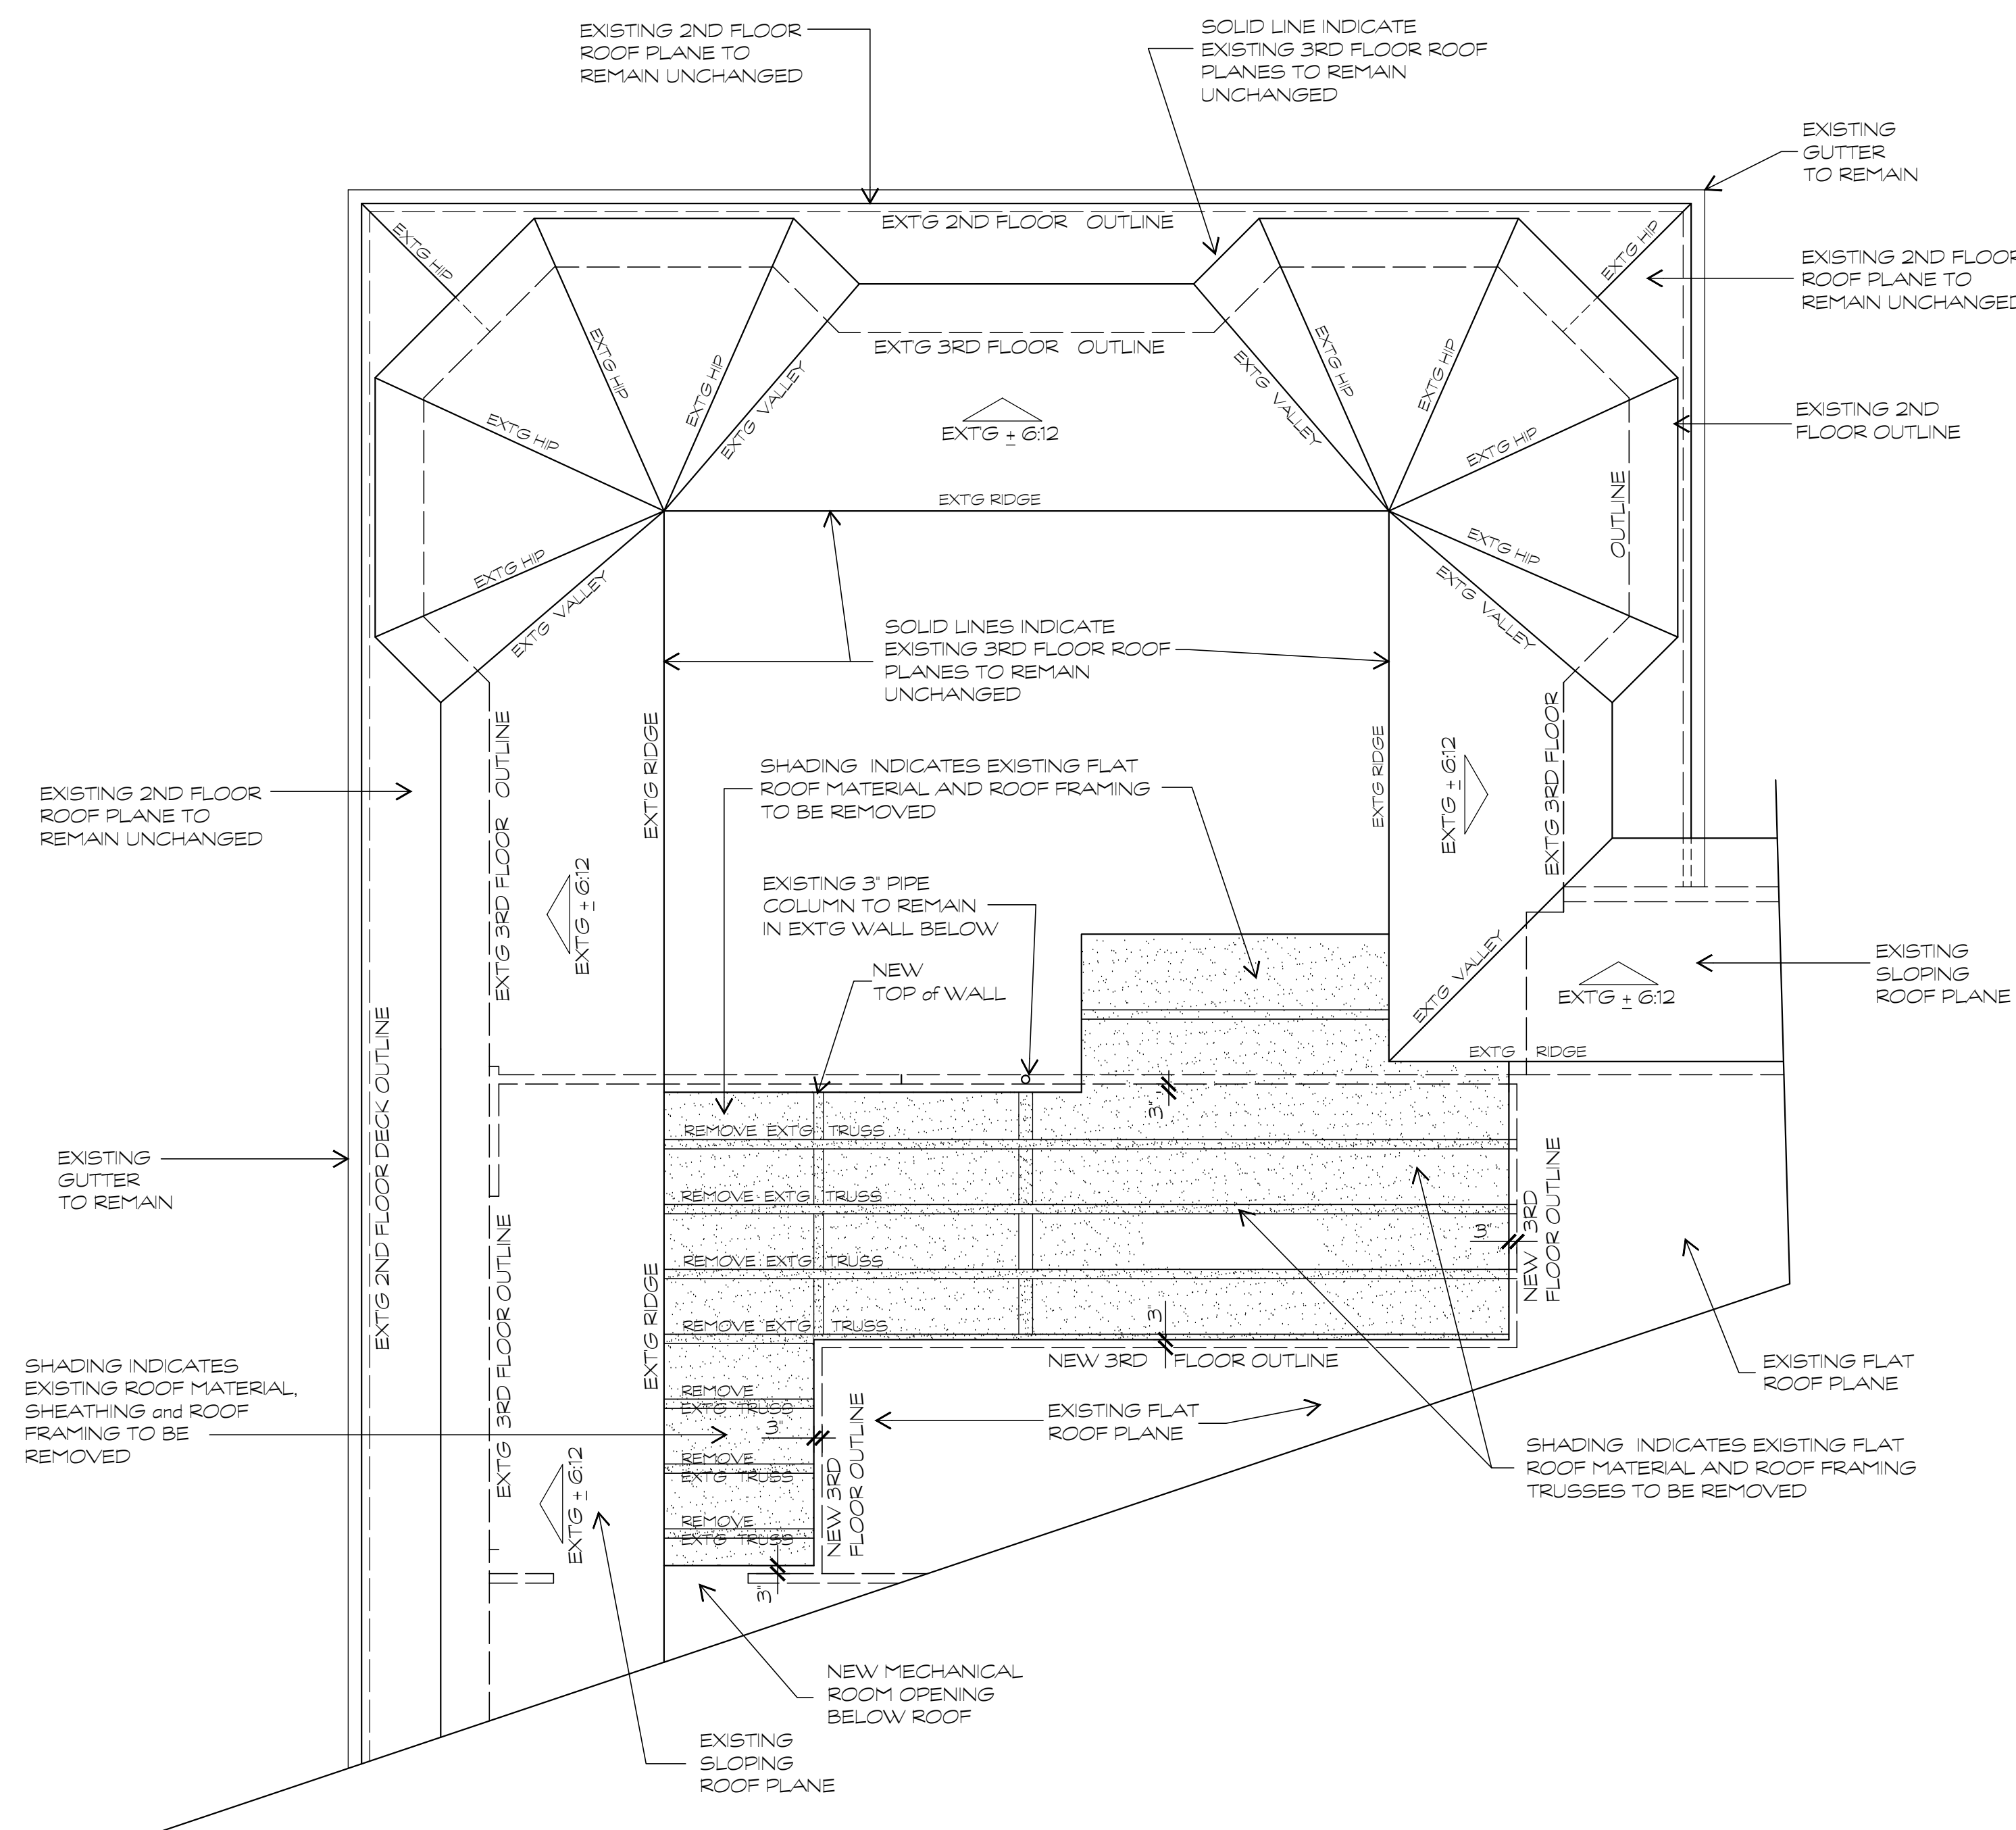 EXISTING 2ND FLOOR
ROOF PLANE TO
REMAIN UNCHANGED
SOLID LINE INDICATE
EXISTING 3RD FLOOR ROOF
PLANES TO REMAIN
UNCHANGED
EXISTING
GUTTER
TO REMAIN
EXTG 2ND FLOOR OUTLINE
EXTG HIP
EXTG HIP
EXISTING 2ND FLOOR
ROOF PLANE TO
REMAIN UNCHANGED
EXTG 3RD FLOOR OUTLINE
EXTG HIP
EXTG HIP
EXTG VALLEY
EXTG VALLEY
EXTG HIP
EXTG HIP
EXISTING 2ND
FLOOR OUTLINE
EXTG ± 6:12
EXTG HIP
EXTG HIP
EXTG RIDGE
OUTLINE
EXTG HIP
EXTG VALLEY
EXTG HIP
EXTG VALLEY
SOLID LINES INDICATE
EXISTING 3RD FLOOR ROOF
PLANES TO REMAIN
UNCHANGED
EXTG 3RD FLOOR OUTLINE
EXTG RIDGE
EXTG RIDGE
EXTG ± 6:12
EXTG 3RD FLOOR
SHADING INDICATES EXISTING FLAT
ROOF MATERIAL AND ROOF FRAMING
TO BE REMOVED
EXISTING 2ND FLOOR
ROOF PLANE TO
REMAIN UNCHANGED
EXTG ± 6:12
EXISTING 3" PIPE
COLUMN TO REMAIN
IN EXTG WALL BELOW
NEW
TOP of WALL
EXTG VALLEY
EXTG ± 6:12
EXISTING
SLOPING
ROOF PLANE
EXTG RIDGE
EXTG 2ND FLOOR DECK OUTLINE
3"
REMOVE EXTG TRUSS
EXISTING
GUTTER
TO REMAIN
REMOVE EXTG TRUSS
3"
NEW 3RD
FLOOR OUTLINE
REMOVE EXTG TRUSS
EXTG 3RD FLOOR OUTLINE
EXTG RIDGE
3"
REMOVE EXTG TRUSS
NEW 3RD FLOOR OUTLINE
EXISTING FLAT
ROOF PLANE
SHADING INDICATES
EXISTING ROOF MATERIAL,
SHEATHING and ROOF
FRAMING TO BE
REMOVED
REMOVE
EXTG TRUSS
3"
EXISTING FLAT
ROOF PLANE
NEW 3RD
FLOOR OUTLINE
REMOVE
EXTG TRUSS
SHADING INDICATES EXISTING FLAT
ROOF MATERIAL AND ROOF FRAMING
TRUSSES TO BE REMOVED
EXTG ± 6:12
REMOVE
EXTG TRUSS
3"
NEW MECHANICAL
ROOM OPENING
BELOW ROOF
EXISTING
SLOPING
ROOF PLANE